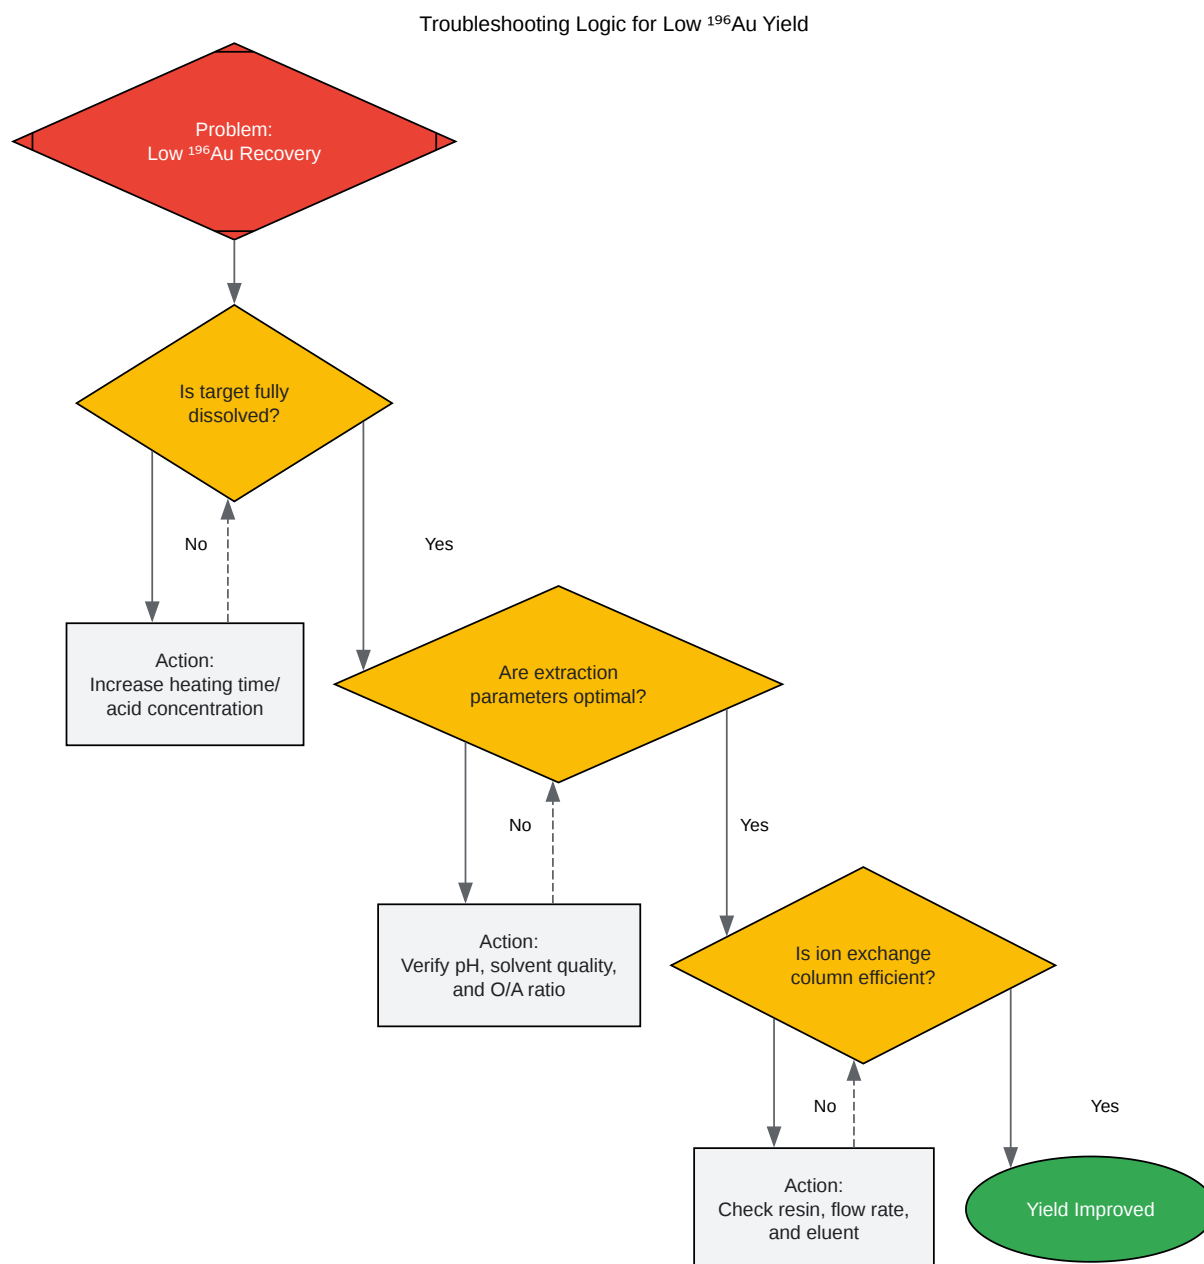 Troubleshooting Logic for Low ¹⁹⁶Au Yield
Problem:
Low ¹⁹⁶Au Recovery
Is target fully
dissolved?
No
Yes
Action:
Increase heating time/
acid concentration
Are extraction
parameters optimal?
No
Yes
Action:
Verify pH, solvent quality,
and O/A ratio
Is ion exchange
column efficient?
No
Yes
Action:
Check resin, flow rate,
and eluent
Yield Improved